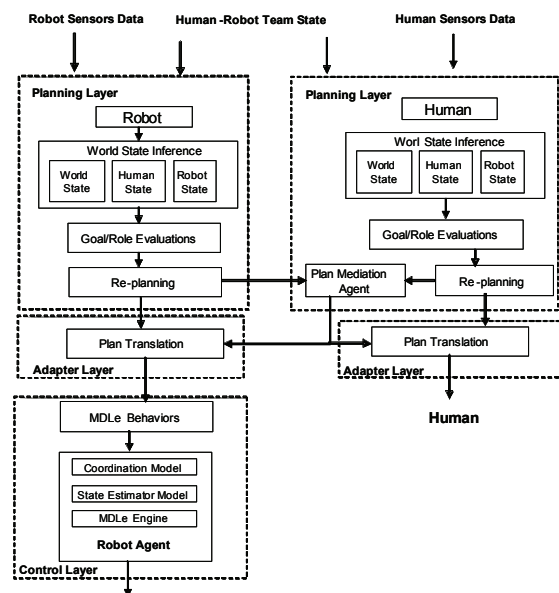 Robot Sensors Data
Human -Robot Team State
Human Sensors Data
Planning Layer
Robot
World State Inference
World
State
Human
State
Robot
State
Goal/Role Evaluations
Re-planning
Planning Layer
Human
Worl State Inference
World
State
Human
State
Robot
State
Goal/Role Evaluations
Plan Mediation
Agent
Re-planning
Plan Translation
Adapter Layer
Plan Translation
Adapter Layer
Human
MDLe Behaviors
Coordination Model
State Estimator Model
MDLe Engine
Robot Agent
Control Layer